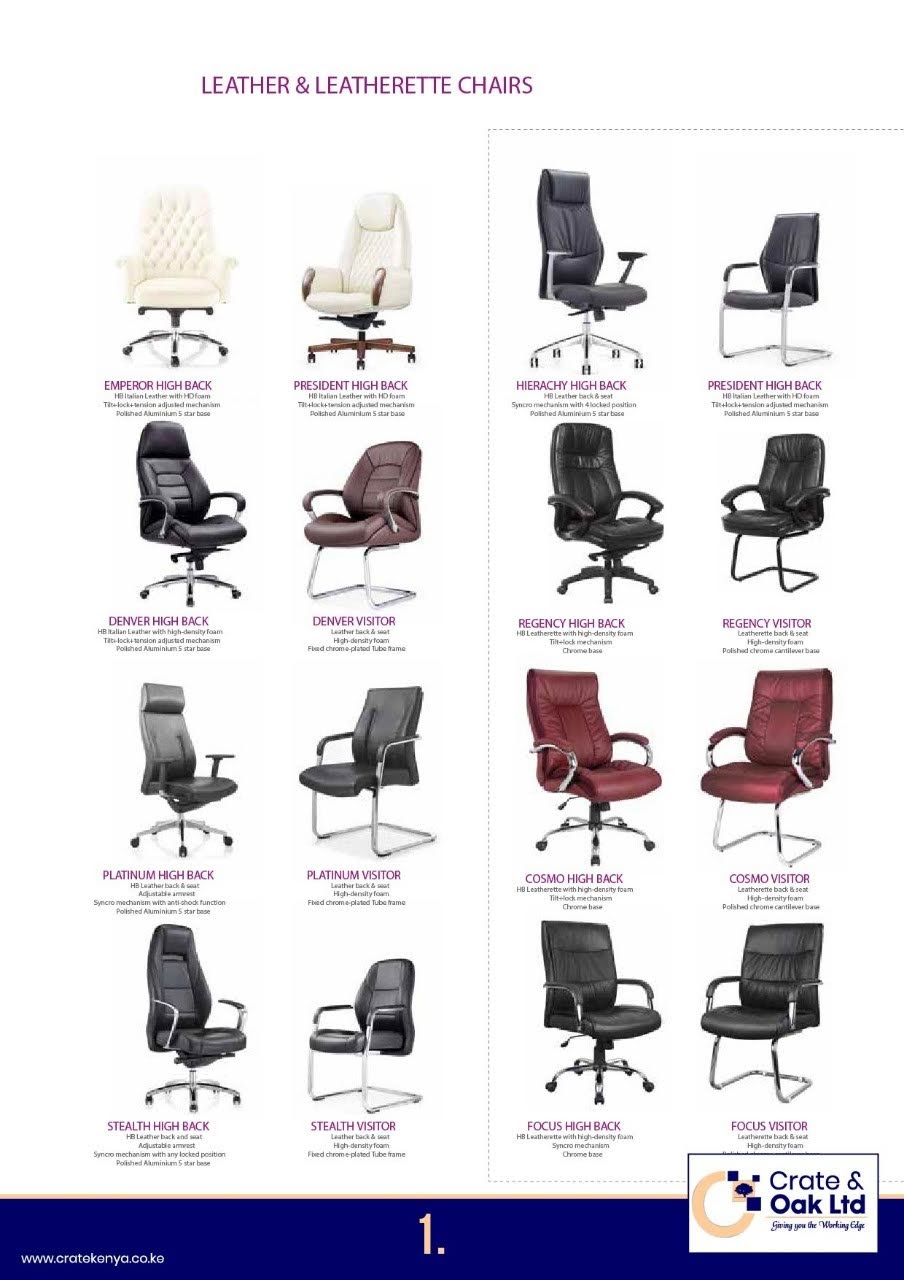 LEATHER & LEATHERETTE CHAIRS
EMPEROR HIGH BACK
HB Italian Leather with HD foam
Tilt+lock+tension adjusted mechanism
Polished Aluminium 5 star base
PRESIDENT HIGH BACK
HB Italian Leather with HD foam
Tilt+lock+tension adjusted mechanism
Polished Aluminium 5 star base
HIERACHY HIGH BACK
HB Leather back & seat
Syncro mechanism with 4 locked position
Polished Aluminium 5 star base
PRESIDENT HIGH BACK
HB Italian Leather with HD foam
Tilt+lock+tension adjusted mechanism
Polished Aluminium 5 star base
DENVER HIGH BACK
HB Italian Leather with high-density foam
Tilt+lock+tension adjusted mechanism
Polished Aluminium 5 star base
DENVER VISITOR
Leather back & seat
High-density foam
Fixed chrome-plated Tube frame
REGENCY HIGH BACK
HB Leatherette with high-density foam
Tilt+lock mechanism
Chrome base
REGENCY VISITOR
Leatherette back & seat
High-density foam
Polished chrome cantilever base
PLATINUM HIGH BACK
HB Leather back & seat
Adjustable armrest
Syncro mechanism with anti-shock function
Polished Aluminium 5 star base
PLATINUM VISITOR
Leather back & seat
High-density foam
Fixed chrome-plated Tube frame
COSMO HIGH BACK
HB Leatherette with high-density foam
Tilt+lock mechanism
Chrome base
COSMO VISITOR
Leatherette back & seat
High-density foam
Polished chrome cantilever base
STEALTH HIGH BACK
HB Leather back and seat
Adjustable armrest
Syncro mechanism with any locked position
Polished Aluminium 5 star base
STEALTH VISITOR
Leather back & seat
High-density foam
Fixed chrome-plated Tube frame
FOCUS HIGH BACK
HB Leatherette with high-density foam
Syncro mechanism
Chrome base
FOCUS VISITOR
Leatherette back & seat
High-density foam
Crate &
Oak Ltd
Giving you the Working Edge
1.
www.cratekenya.co.ke